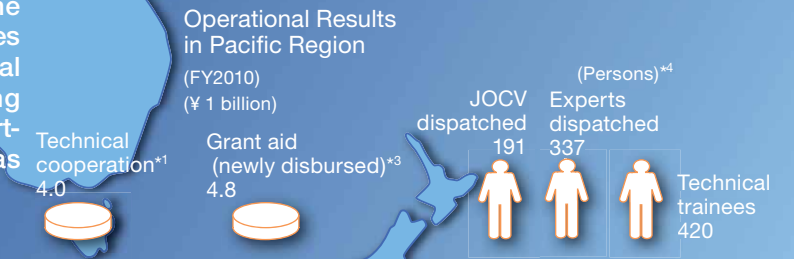 Operational Results
in Pacific Region
(FY2010)
(¥ 1 billion)
Technical
cooperation*1
4.0
Grant aid
(newly disbursed)*3
4.8
(Persons)*4
JOCV
dispatched
191
Experts
dispatched
337
Technical
trainees
420